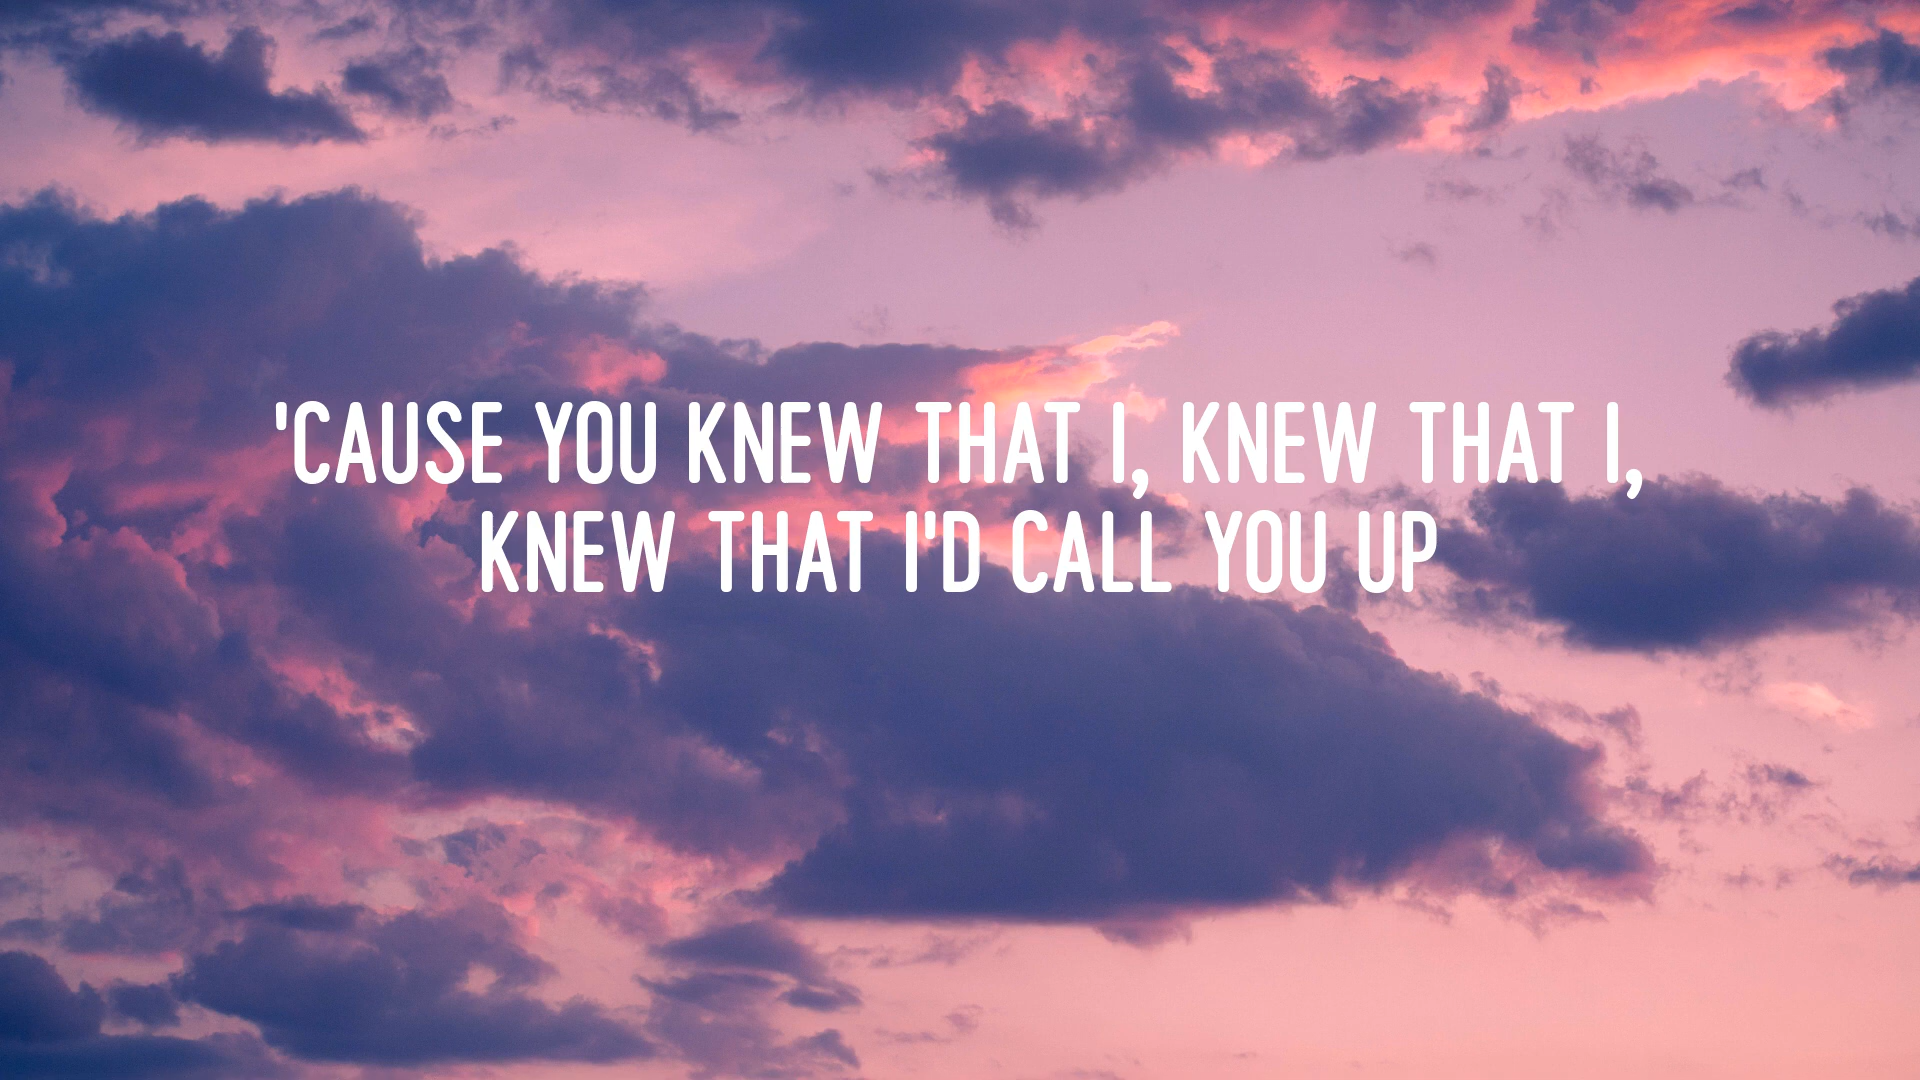 'CAUSE YOU KNEW THAT I, KNEW THAT I,
KNEW THAT I'D CALL YOU UP